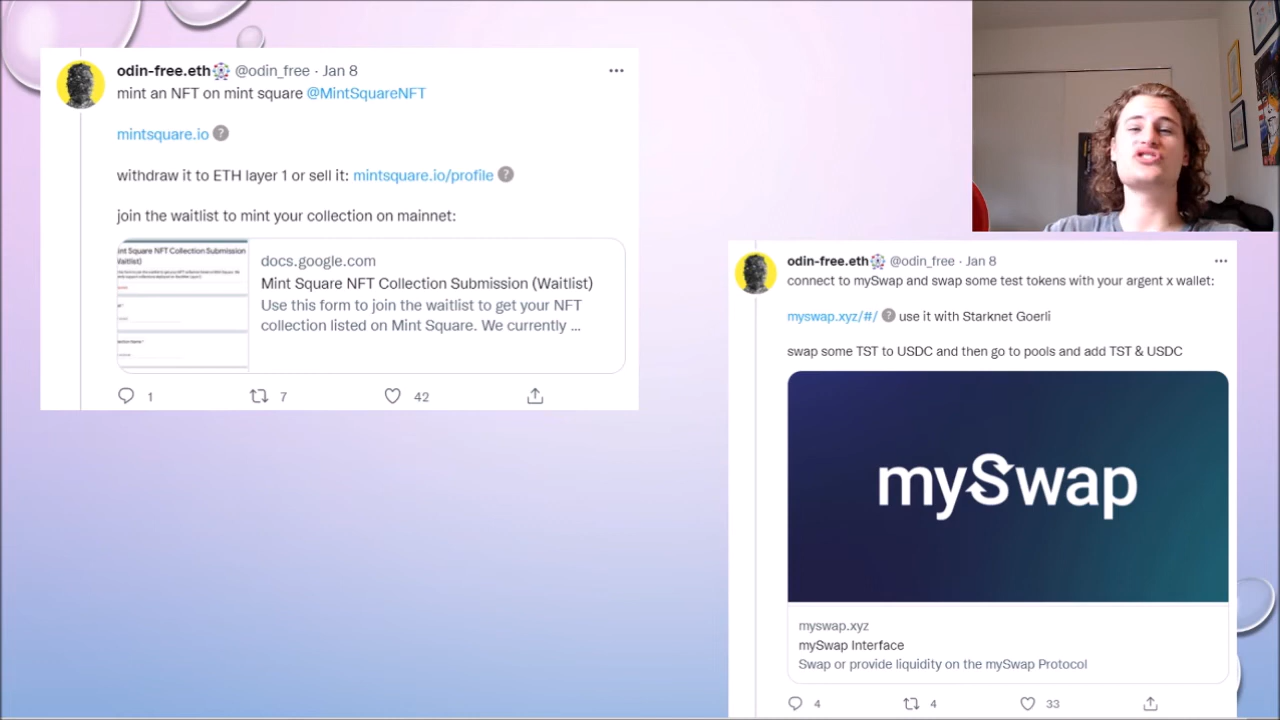 odin-free.eth @odin_free · Jan 8
mint an NFT on mint square @MintSquareNFT
mintsquare.io ?
withdraw it to ETH layer 1 or sell it: mintsquare.io/profile ?
join the waitlist to mint your collection on mainnet:
int Square NFT Collection Submission
Waitlist)
docs.google.com
Mint Square NFT Collection Submission (Waitlist)
Use this form to join the waitlist to get your NFT
collection listed on Mint Square. We currently ...
1 7 42
odin-free.eth @odin_free · Jan 8
connect to mySwap and swap some test tokens with your argent x wallet:
myswap.xyz/#/ ? use it with Starknet Goerli
swap some TST to USDC and then go to pools and add TST & USDC
mySwap
myswap.xyz
mySwap Interface
Swap or provide liquidity on the mySwap Protocol
4 4 33